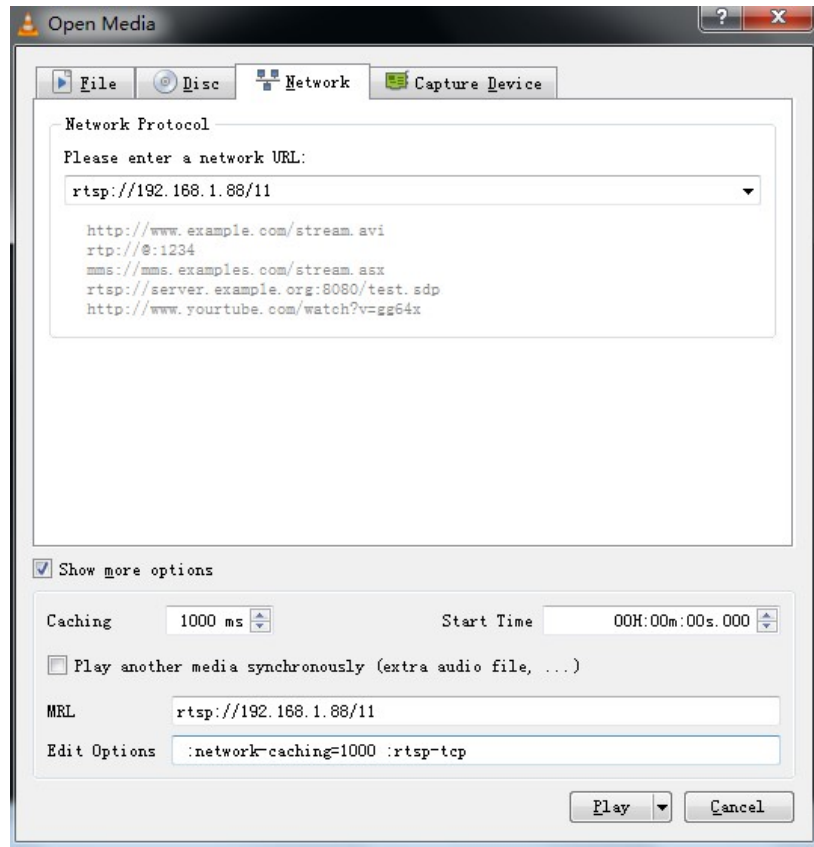 Open Media
File Disc Network Capture Device
Network Protocol
Please enter a network URL:
rtsp://192.168.1.88/11
http://www.example.com/stream.avi
rtp://@:1234
mms://mms.examples.com/stream.asx
rtsp://server.example.org:8080/test.sdp
http://www.yourtube.com/watch?v=gg64x
Show more options
Caching 1000 ms Start Time 00H:00m:00s.000
Play another media synchronously (extra audio file, ...)
MRL rtsp://192.168.1.88/11
Edit Options :network-caching=1000 :rtsp-tcp
Play Cancel